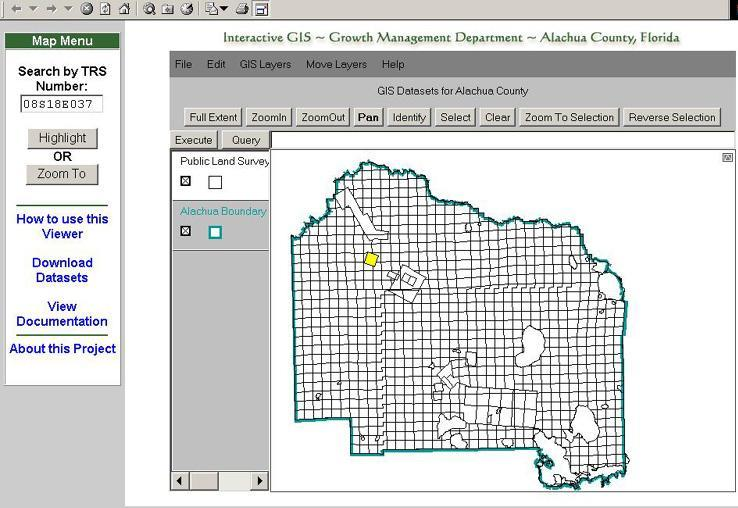 Interactive GIS ~ Growth Management Department ~ Alachua County, Florida
Map Menu
Search by TRS
Number:
08S18E037
Highlight
OR
Zoom To
How to use this
Viewer
Download
Datasets
View
Documentation
About this Project
File Edit GIS Layers Move Layers Help
GIS Datasets for Alachua County
Full Extent ZoomIn ZoomOut Pan Identify Select Clear Zoom To Selection Reverse Selection
Execute Query
Public Land Survey
Alachua Boundary